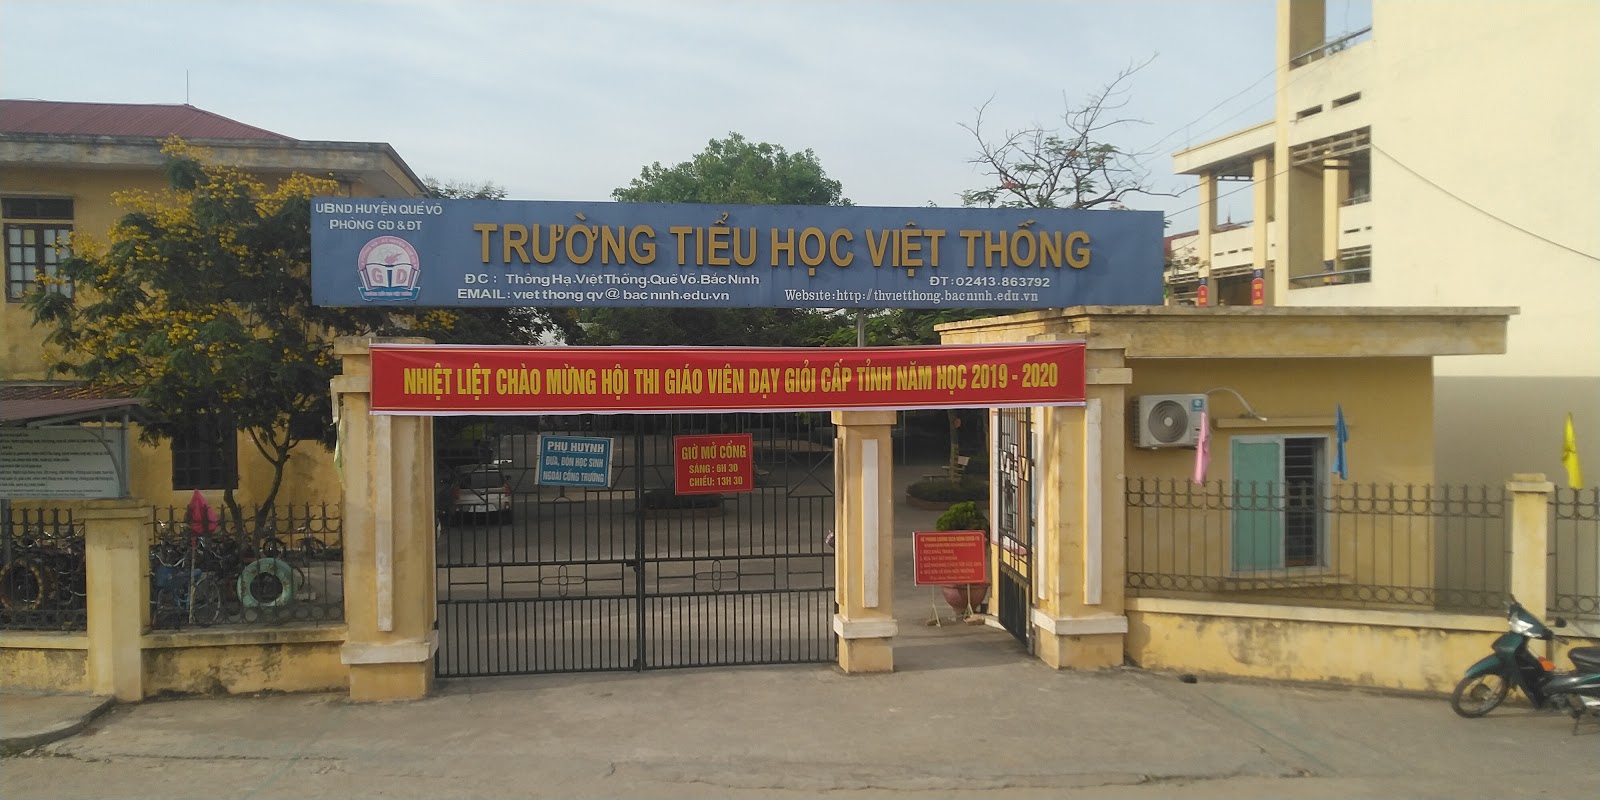 UBND HUYỆN QUẾ VÕ
PHÒNG GD & ĐT
GD
TRƯỜNG TIỂU HỌC VIỆT THỐNG
ĐC : Thông Hạ.Việt Thống.Quế Võ.Bắc Ninh
ĐT:02413.863792
EMAIL: viet thong qv @ bac ninh.edu.vn
Website: http://thvietthong.bacninh.edu.vn
NHIỆT LIỆT CHÀO MỪNG HỘI THI GIÁO VIÊN DẠY GIỎI CẤP TỈNH NĂM HỌC 2019 - 2020
PHỤ HUYNH
ĐƯA, ĐÓN HỌC SINH
NGOÀI CỔNG TRƯỜNG
GIỜ MỞ CỔNG
SÁNG : 6H 30
CHIỀU: 13H 30